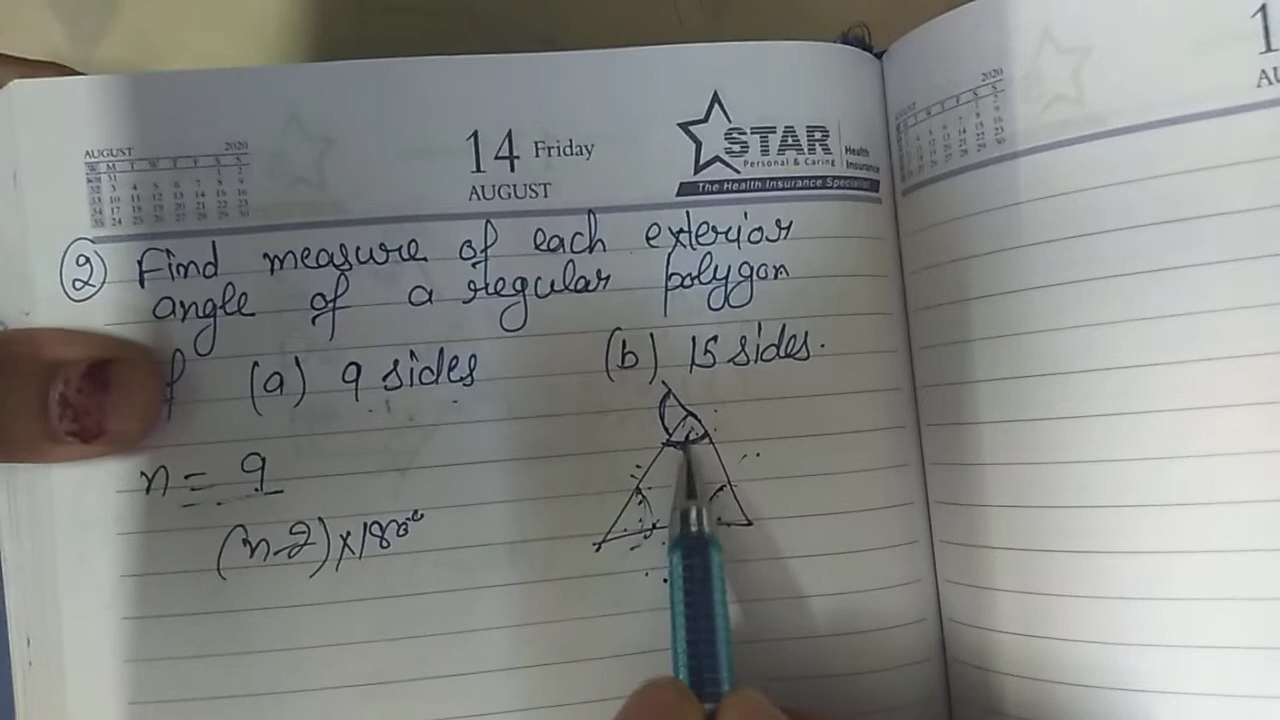 AUGUST 2020
14 Friday
AUGUST
STAR Health Insurance
Personal & Caring
The Health Insurance Specialist
2020
(2) Find measure of each exterior
angle of a regular polygon
(a) 9 sides (b) 15 sides.
n = 9
(n-2)×180°